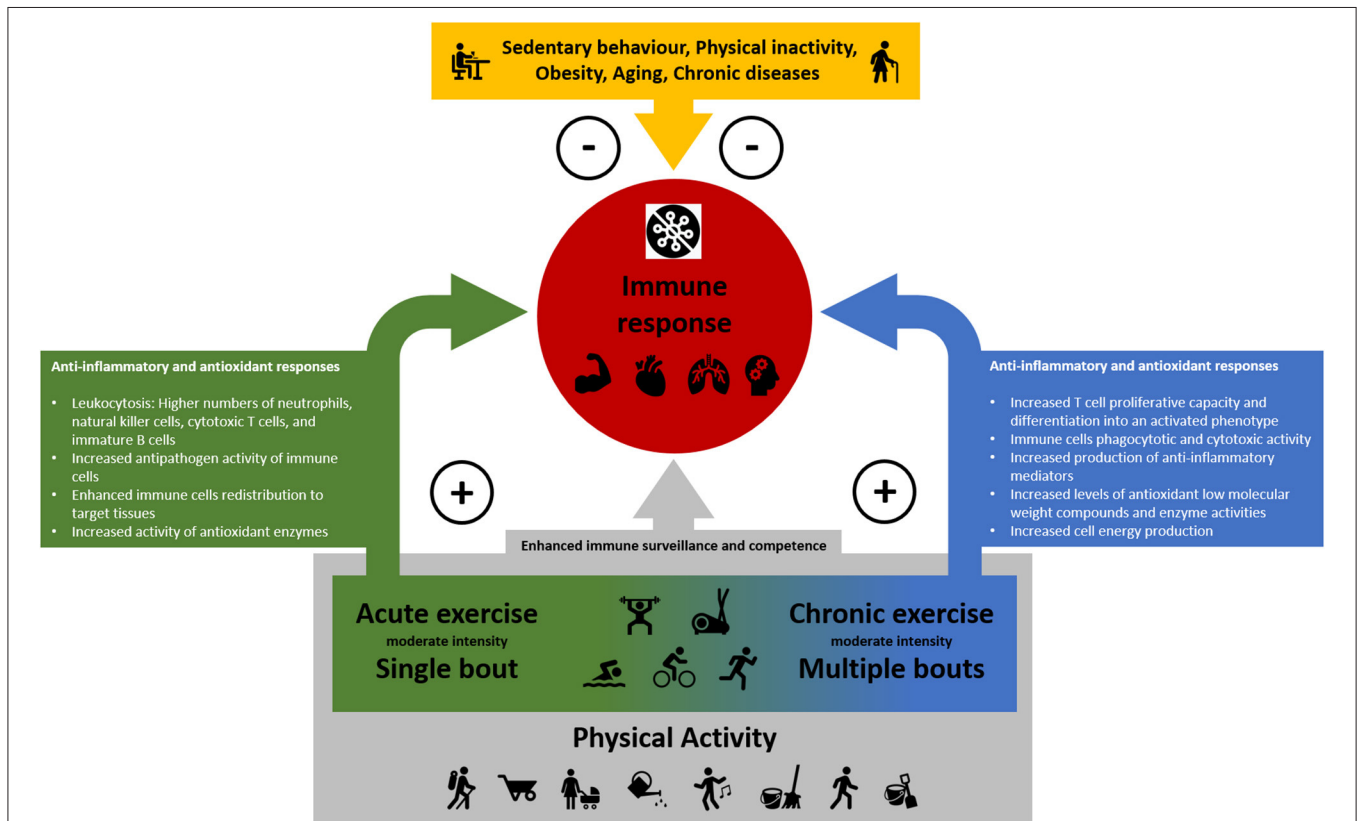 Sedentary behaviour, Physical inactivity,
Obesity, Aging, Chronic diseases
-
-
Immune
response
Anti-inflammatory and antioxidant responses
• Leukocytosis: Higher numbers of neutrophils,
natural killer cells, cytotoxic T cells, and
immature B cells
• Increased antipathogen activity of immune
cells
• Enhanced immune cells redistribution to
target tissues
• Increased activity of antioxidant enzymes
Anti-inflammatory and antioxidant responses
• Increased T cell proliferative capacity and
differentiation into an activated phenotype
• Immune cells phagocytotic and cytotoxic activity
• Increased production of anti-inflammatory
mediators
• Increased levels of antioxidant low molecular
weight compounds and enzyme activities
• Increased cell energy production
+
+
Enhanced immune surveillance and competence
Acute exercise
moderate intensity
Single bout
Chronic exercise
moderate intensity
Multiple bouts
Physical Activity